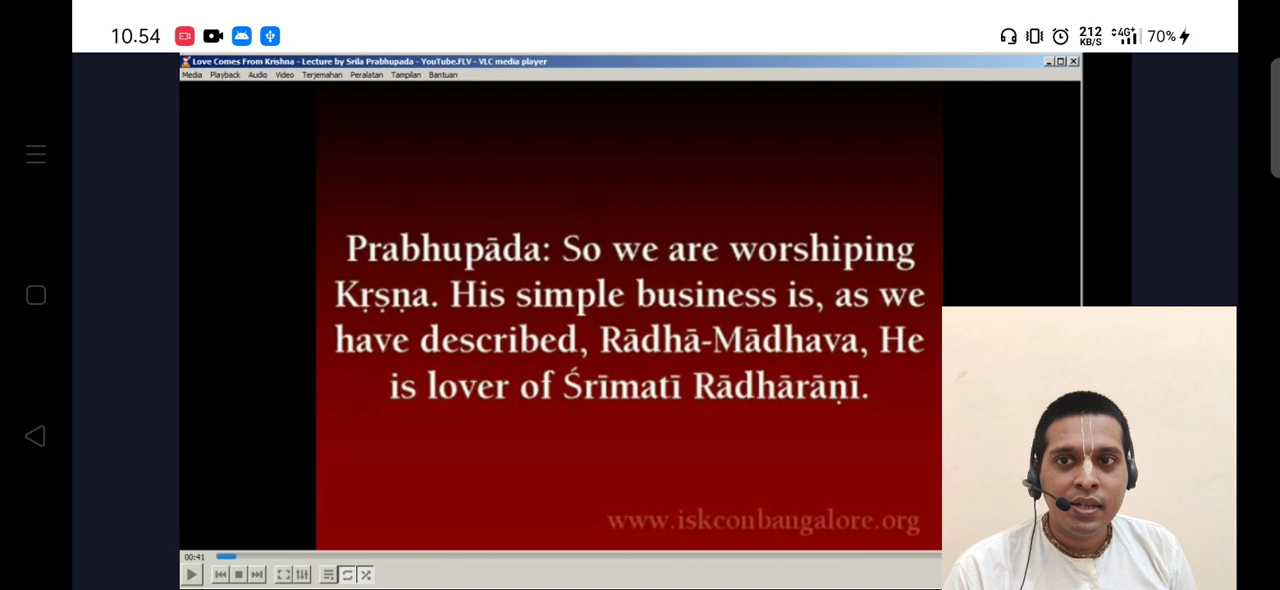 10.54
212
KB/S
4G+
70%
Love Comes From Krishna - Lecture by Srila Prabhupada - YouTube.FLV - VLC media player
Media Playback Audio Video Terjemahan Peralatan Tampilan Bantuan
Prabhupāda: So we are worshiping
Kṛṣṇa. His simple business is, as we
have described, Rādhā-Mādhava, He
is lover of Śrīmatī Rādhārāṇī.
www.iskconbangalore.org
00:41